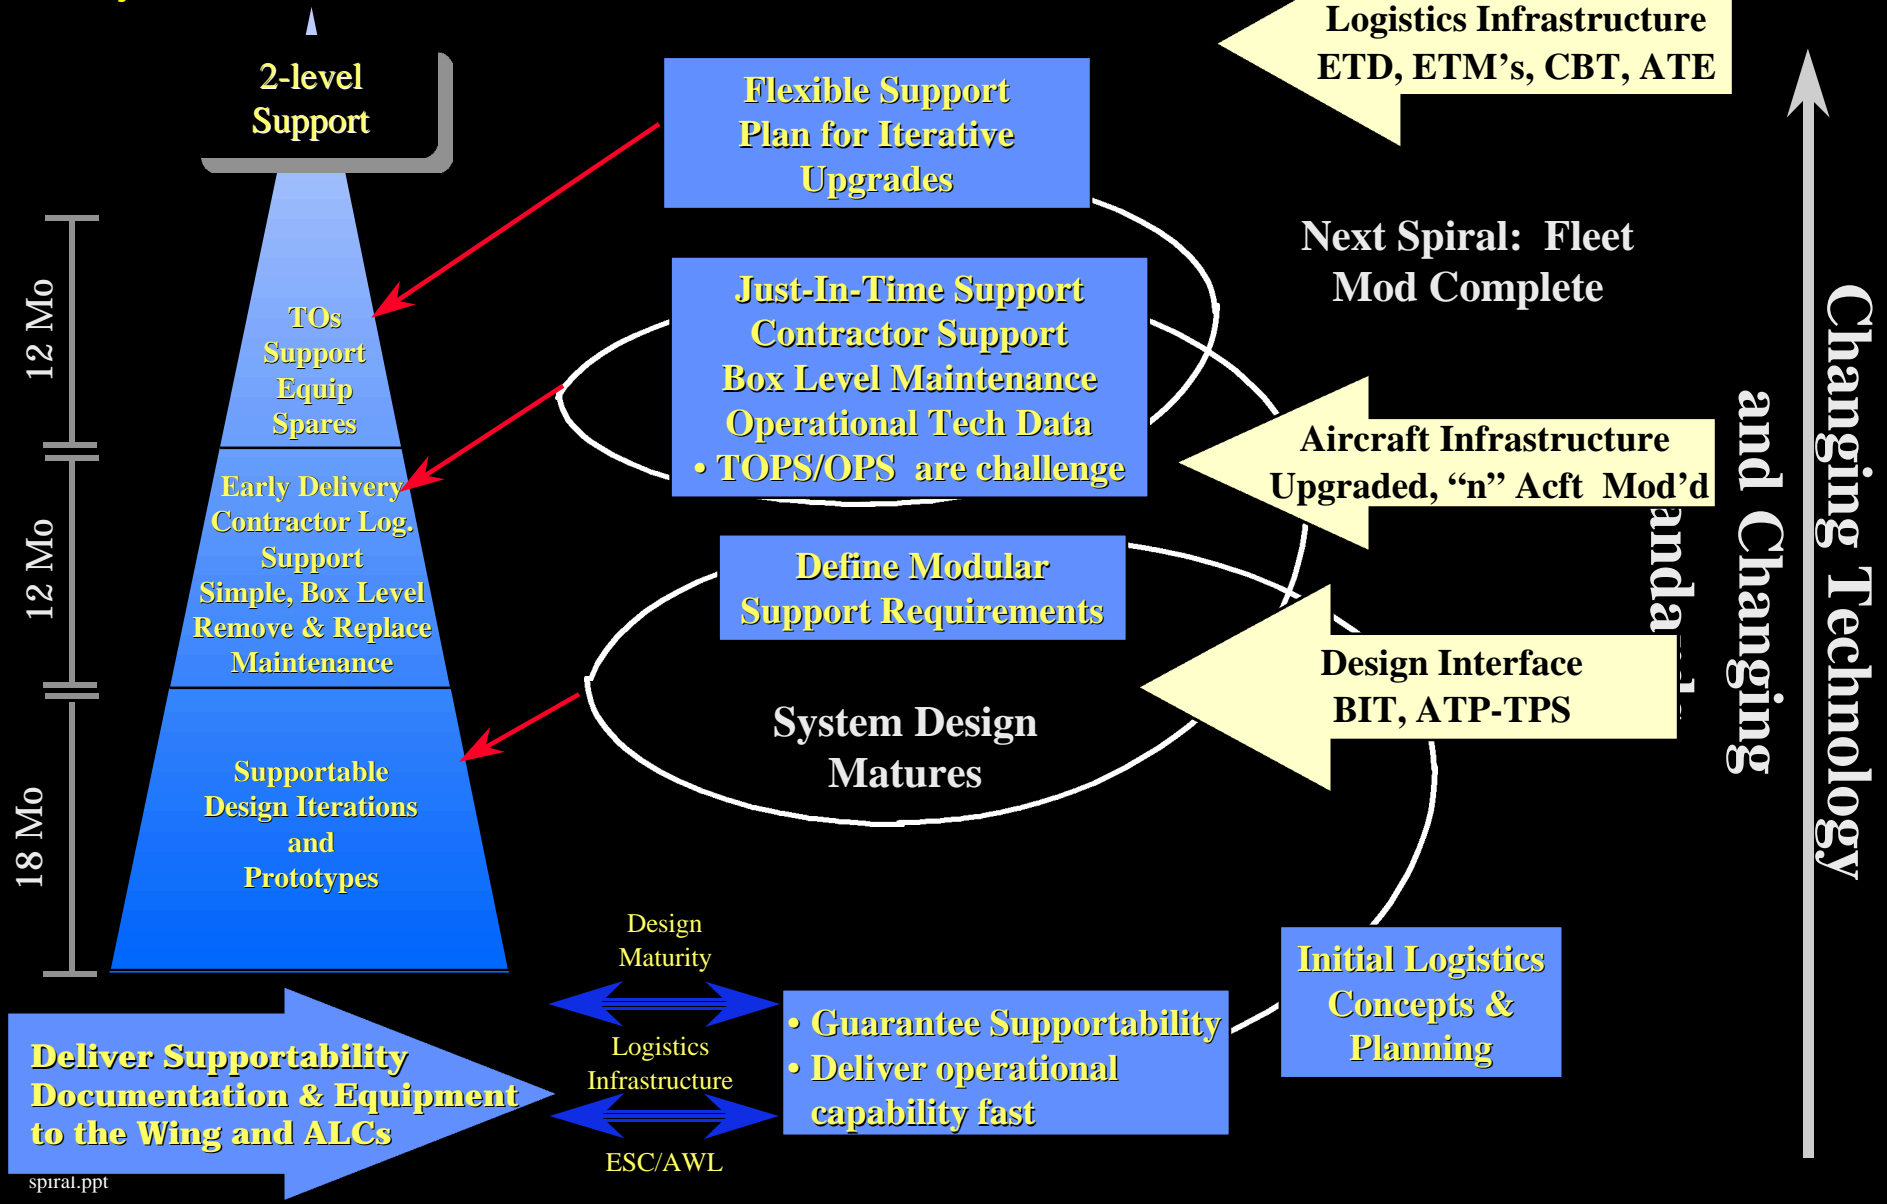 2-level
Support
Logistics Infrastructure
ETD, ETM’s, CBT, ATE
Flexible Support
Plan for Iterative
Upgrades
Next Spiral: Fleet
Mod Complete
12 Mo
TOs
Support
Equip
Spares
Just-In-Time Support
Contractor Support
Box Level Maintenance
Operational Tech Data
• TOPS/OPS are challenge
Aircraft Infrastructure
Upgraded, “n” Acft Mod’d
Changing Technology
and Changing
12 Mo
Early Delivery
Contractor Log.
Support
Simple, Box Level
Remove & Replace
Maintenance
Define Modular
Support Requirements
Design Interface
BIT, ATP-TPS
System Design
Matures
18 Mo
Supportable
Design Iterations
and
Prototypes
Design
Maturity
Initial Logistics
Concepts &
Planning
Deliver Supportability
Documentation & Equipment
to the Wing and ALCs
Logistics
Infrastructure
• Guarantee Supportability
• Deliver operational
capability fast
ESC/AWL
spiral.ppt